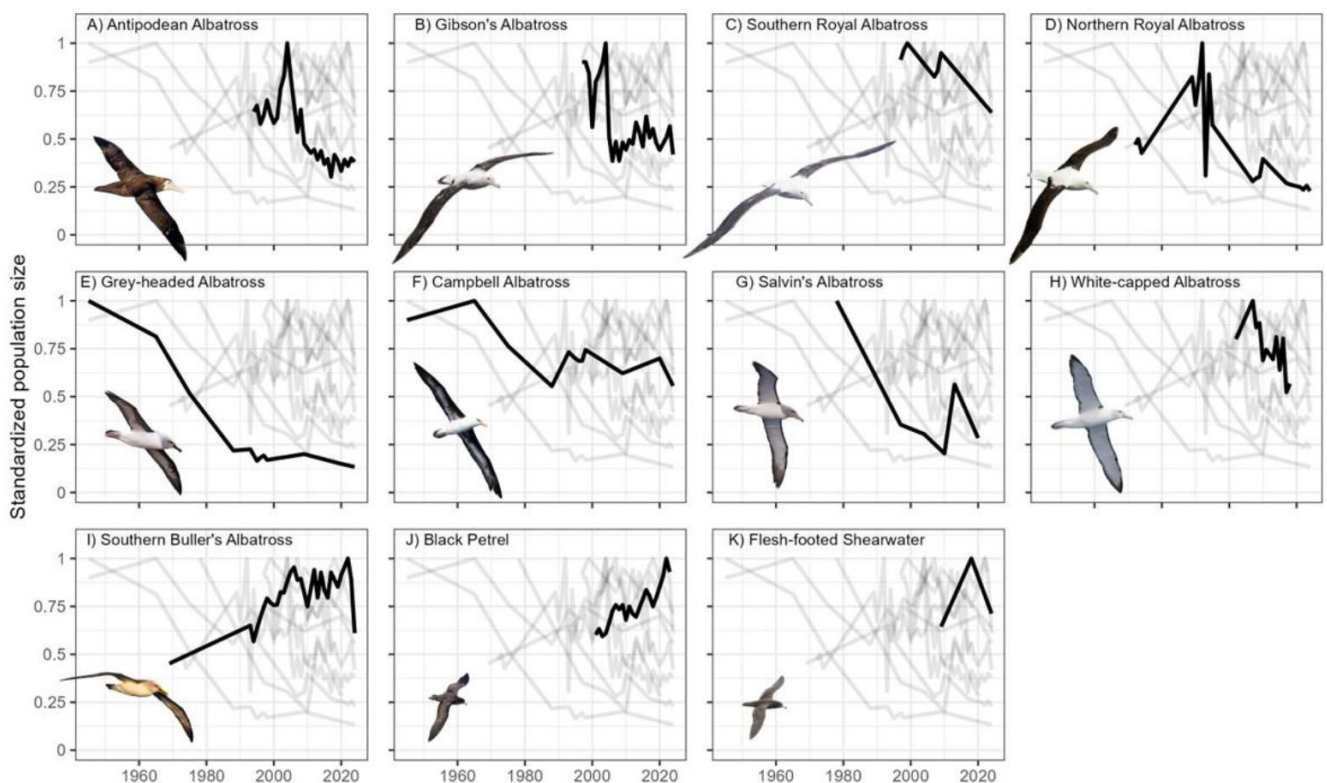 A) Antipodean Albatross
B) Gibson's Albatross
C) Southern Royal Albatross
D) Northern Royal Albatross
1
0.75
0.5
0.25
0
E) Grey-headed Albatross
F) Campbell Albatross
G) Salvin's Albatross
H) White-capped Albatross
1
0.75
0.5
0.25
0
Standardized population size
I) Southern Buller's Albatross
J) Black Petrel
K) Flesh-footed Shearwater
1
0.75
0.5
0.25
0
1960 1980 2000 2020
1960 1980 2000 2020
1960 1980 2000 2020